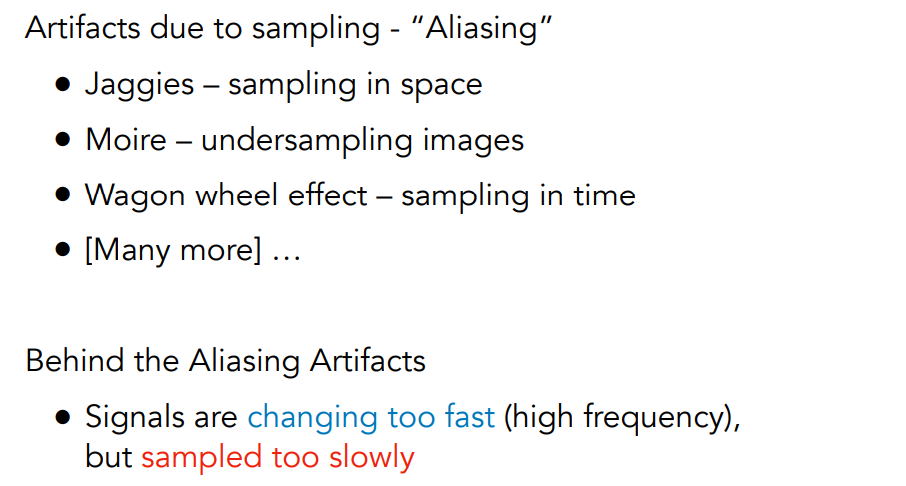 Artifacts due to sampling - “Aliasing”
● Jaggies – sampling in space
● Moire – undersampling images
● Wagon wheel effect – sampling in time
● [Many more] …
Behind the Aliasing Artifacts
● Signals are changing too fast (high frequency),
but sampled too slowly